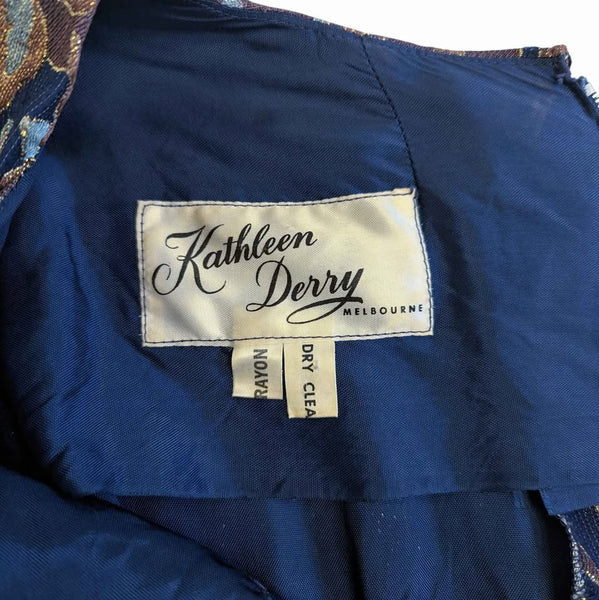 Kathleen
Derry
MELBOURNE
RAYON
DRY CLEA